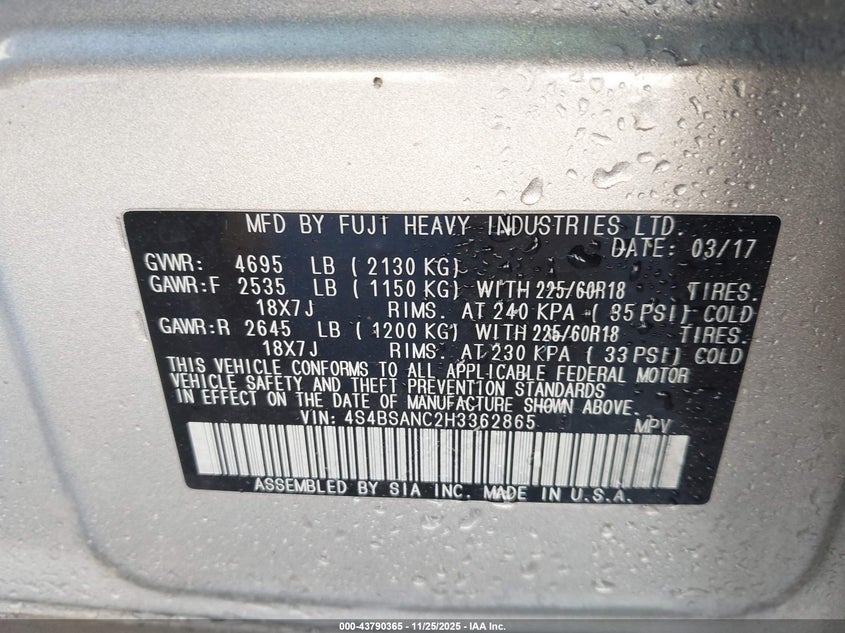 MFD BY FUJI HEAVY INDUSTRIES LTD.
DATE: 03/17
GVWR: 4695 LB ( 2130 KG)
GAWR:F 2535 LB ( 1150 KG) WITH 225/60R18 TIRES.
18X7J RIMS. AT 240 KPA ( 35 PSI) COLD
GAWR:R 2645 LB ( 1200 KG) WITH 225/60R18 TIRES.
18X7J RIMS. AT 230 KPA ( 33 PSI) COLD
THIS VEHICLE CONFORMS TO ALL APPLICABLE FEDERAL MOTOR
VEHICLE SAFETY AND THEFT PREVENTION STANDARDS
IN EFFECT ON THE DATE OF MANUFACTURE SHOWN ABOVE.
VIN: 4S4BSANC2H3362865 MPV
ASSEMBLED BY SIA INC. MADE IN U.S.A.
000-43790365 - 11/25/2025 - IAA Inc.